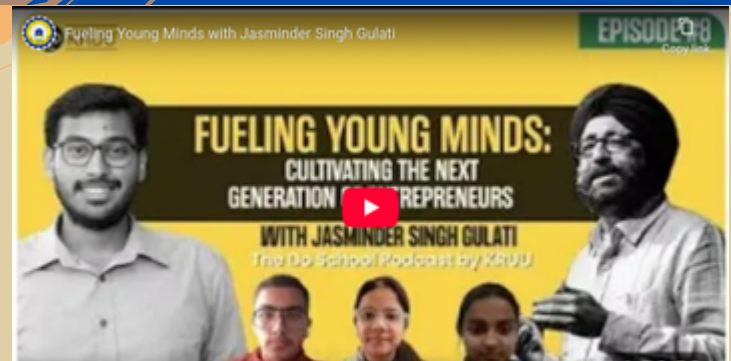 Fueling Young Minds with Jasminder Singh Gulati
EPISODE #8
Copy link
FUELING YOUNG MINDS:
CULTIVATING THE NEXT
GENERATION
WITH JASMINDER SINGH GULATI
The Do School Podcast by KRUU